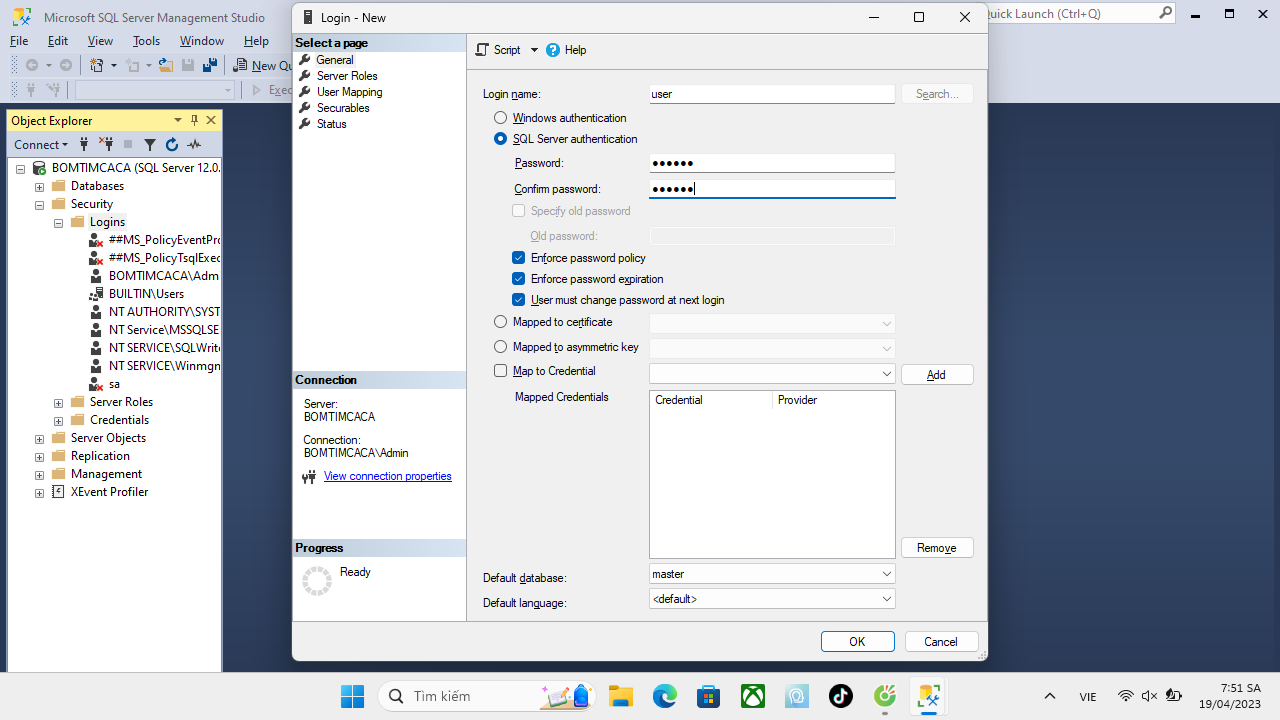 Microsoft SQL Server Management Studio
Quick Launch (Ctrl+Q)
File Edit View Tools Window Help
New Qu
Exec
Object Explorer
Connect
BOMTIMCACA (SQL Server 12.0.
Databases
Security
Logins
##MS_PolicyEventPro
##MS_PolicyTsqlExec
BOMTIMCACA\Adm
BUILTIN\Users
NT AUTHORITY\SYST
NT Service\MSSQLSE
NT SERVICE\SQLWrite
NT SERVICE\Winmgn
sa
Server Roles
Credentials
Server Objects
Replication
Management
XEvent Profiler
Login - New
Select a page
General
Server Roles
User Mapping
Securables
Status
Connection
Server:
BOMTIMCACA
Connection:
BOMTIMCACA\Admin
View connection properties
Progress
Ready
Script Help
Login name: user Search...
Windows authentication
SQL Server authentication
Password: ●●●●●●
Confirm password: ●●●●●●
Specify old password
Old password:
Enforce password policy
Enforce password expiration
User must change password at next login
Mapped to certificate
Mapped to asymmetric key
Map to Credential Add
Mapped Credentials Credential Provider
Remove
Default database: master
Default language: <default>
OK Cancel
Tìm kiếm
VIE
7:51 SA
19/04/2023